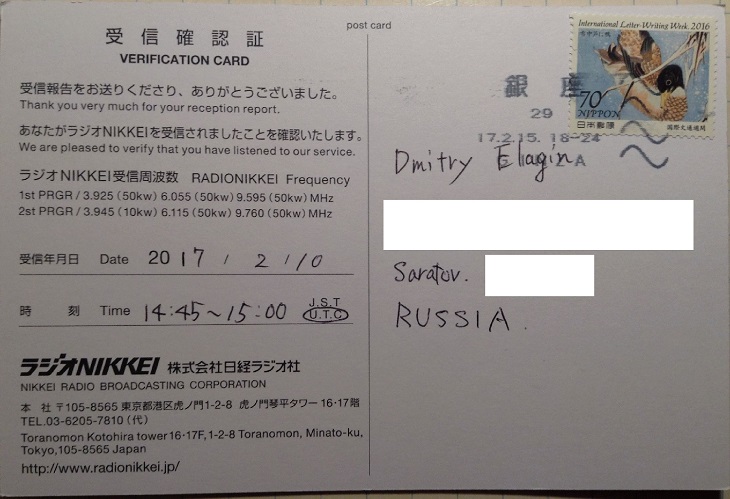 post card
受信確認証
VERIFICATION CARD
受信報告をお送りくださり、ありがとうございました。
Thank you very much for your reception report.
あなたがラジオNIKKEIを受信されましたことを確認いたします。
We are pleased to verify that you have listened to our service.
ラジオNIKKEI受信周波数 RADIONIKKEI Frequency
1st PRGR / 3.925 (50kw) 6.055 (50kw) 9.595 (50kw) MHz
2st PRGR / 3.945 (10kw) 6.115 (50kw) 9.760 (50kw) MHz
受信年月日 Date 2017 / 2 / 10
時 刻 Time 14:45~15:00 J.S.T U.T.C
ラジオNIKKEI 株式会社日経ラジオ社
NIKKEI RADIO BROADCASTING CORPORATION
本 社 〒105-8565 東京都港区虎ノ門1-2-8 虎ノ門琴平タワー16・17階
TEL.03-6205-7810 (代)
Toranomon Kotohira tower16・17F,1-2-8 Toranomon, Minato-ku,
Tokyo,105-8565 Japan
http://www.radionikkei.jp/
International Letter-Writing Week, 2016
70
NIPPON
日本郵便 国際文通週間
銀座
29
17.2.15. 18-24
Dmitry Elagin
Saratov.
RUSSIA.